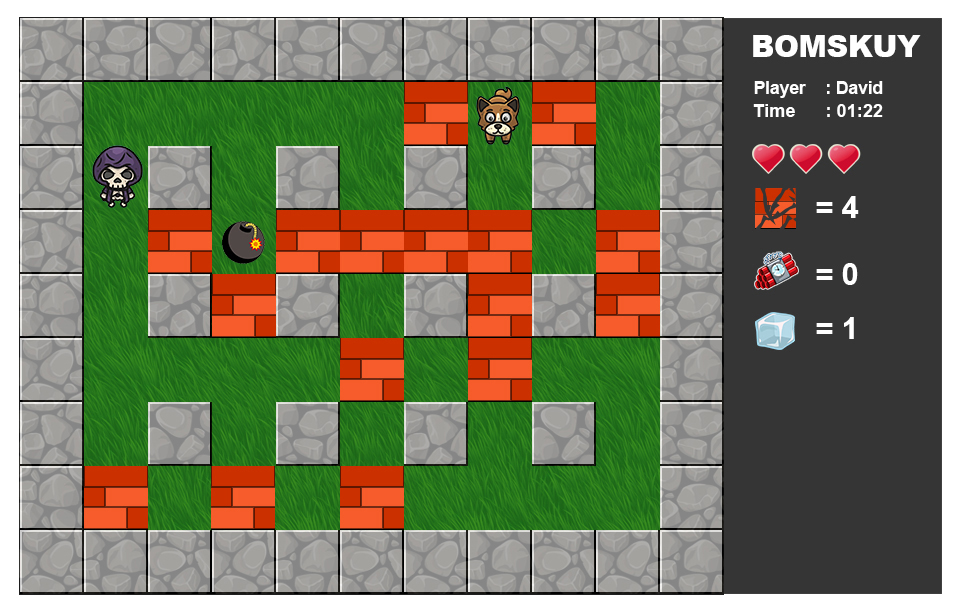 BOMSKUY
Player : David
Time : 01:22
= 4
= 0
= 1